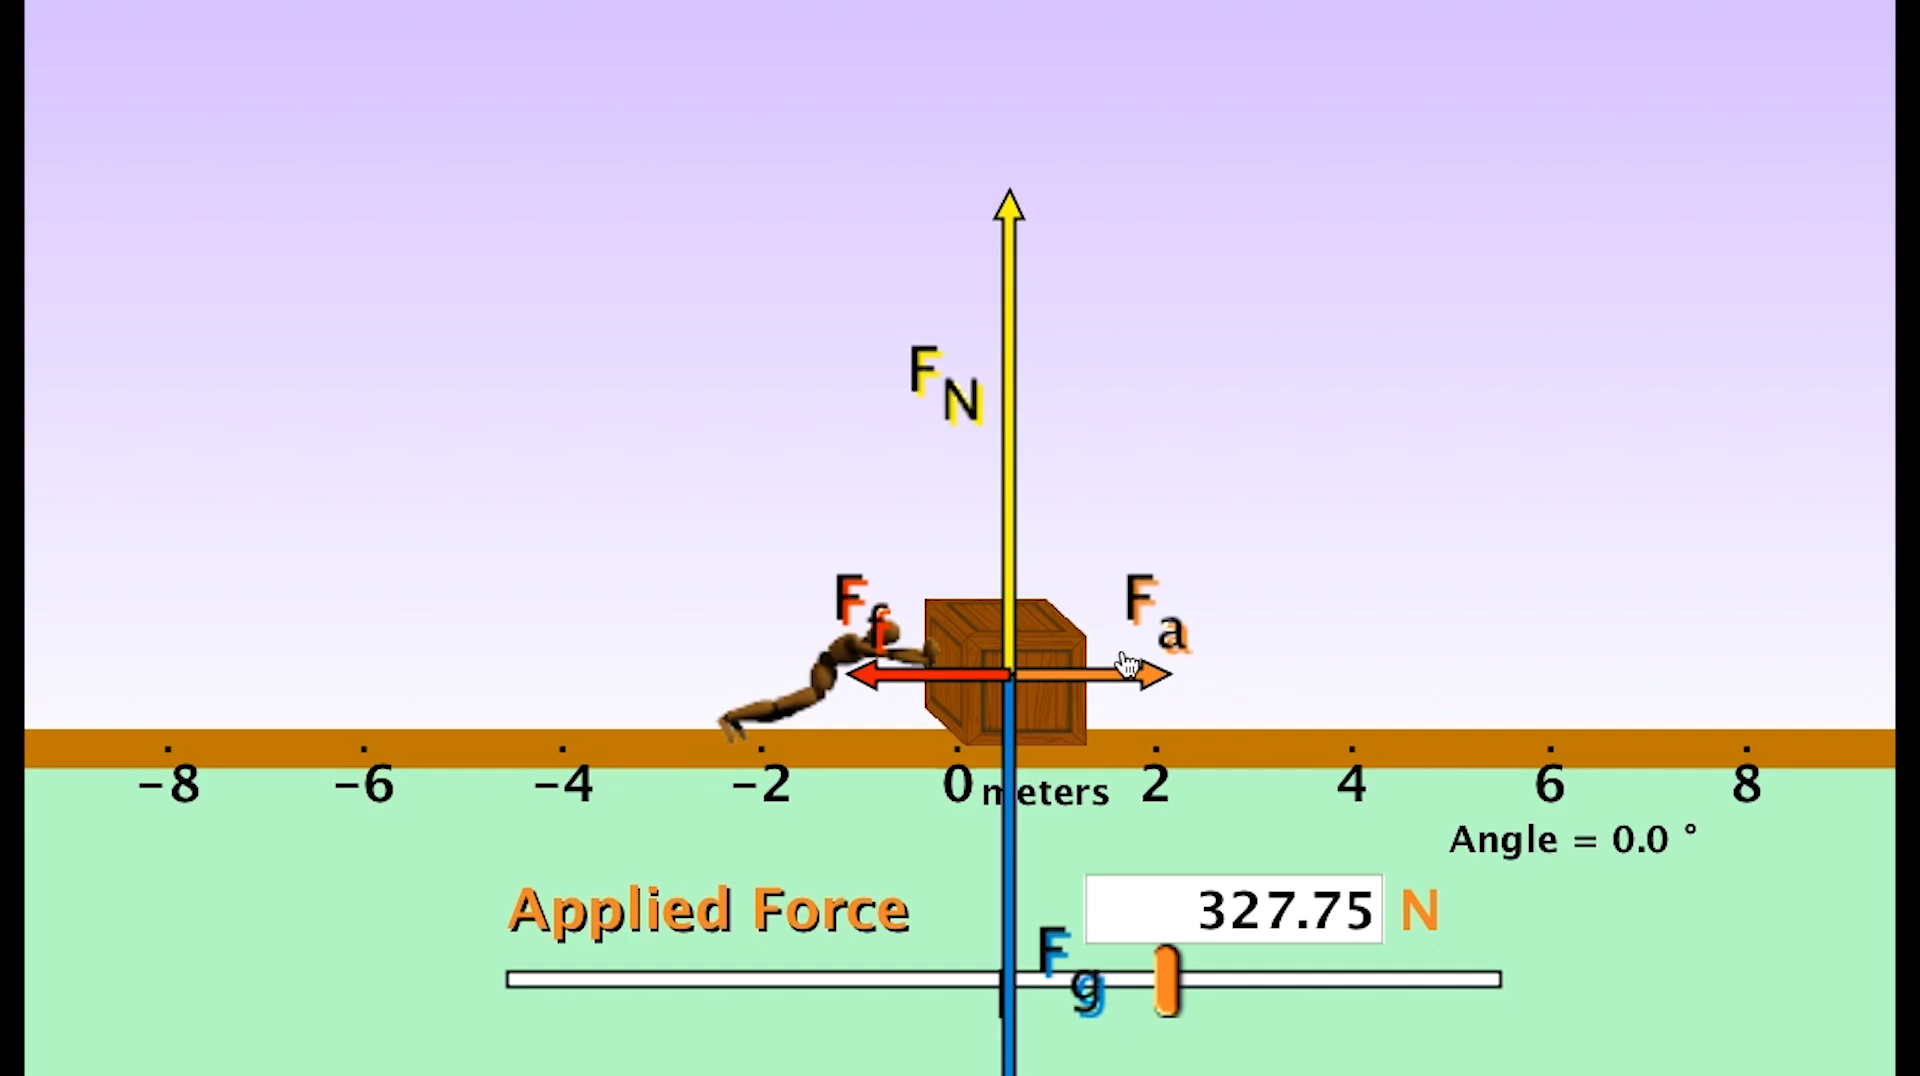 F_N
F_f
F_a
−8 −6 −4 −2 0 meters 2 4 6 8
Angle = 0.0 °
Applied Force 327.75 N
F_g